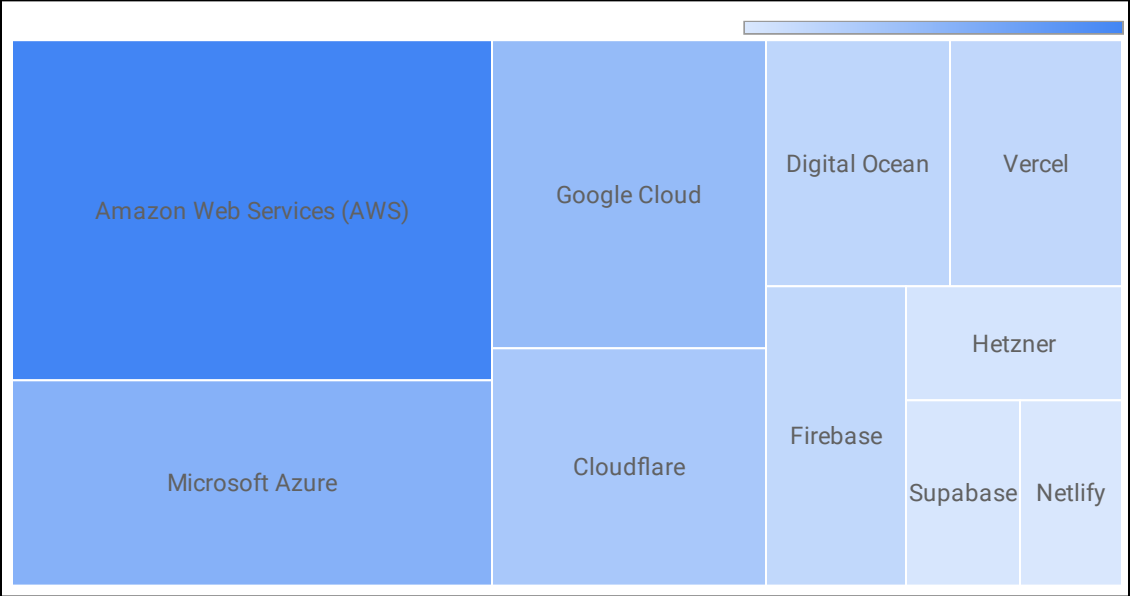 Amazon Web Services (AWS)
Microsoft Azure
Google Cloud
Cloudflare
Digital Ocean
Vercel
Firebase
Hetzner
Supabase
Netlify